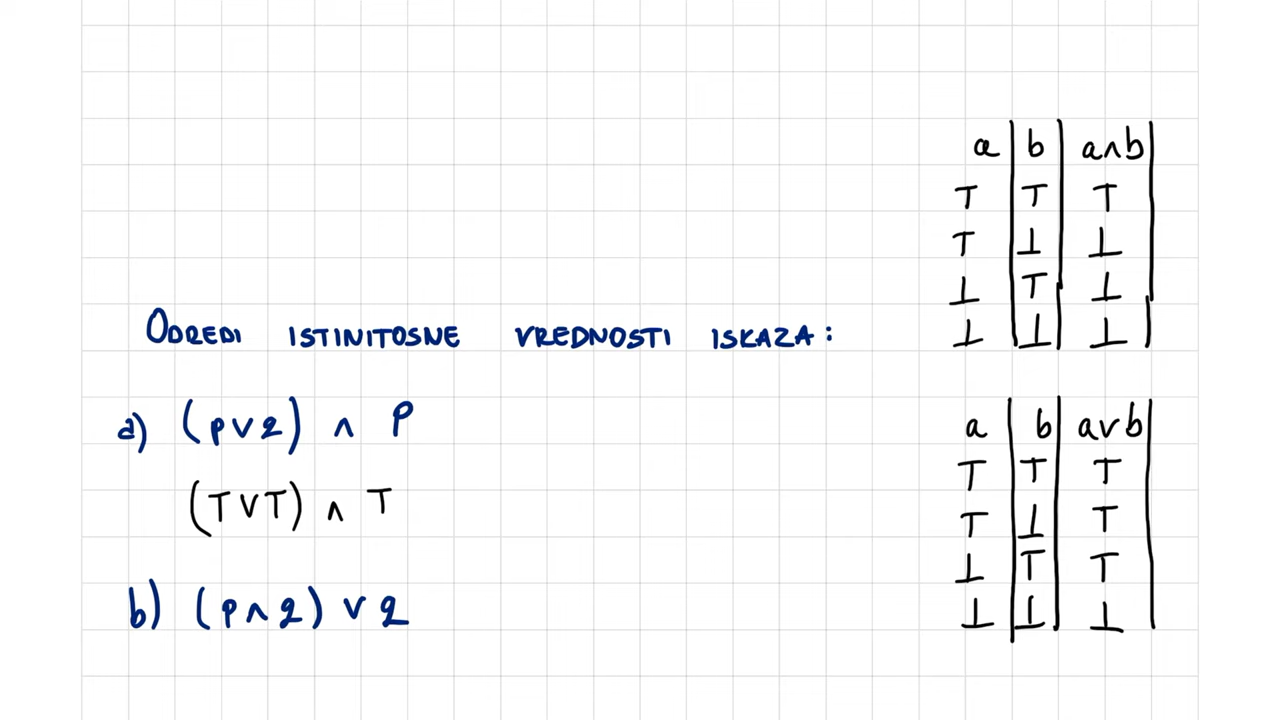 a b a∧b
T T T
T ⊥ ⊥
⊥ T ⊥
⊥ ⊥ ⊥
ODREDI ISTINITOSNE VREDNOSTI ISKAZA:
a) (p∨q) ∧ p
(T∨T) ∧ T
b) (p∧q) ∨ q
a b a∨b
T T T
T ⊥ T
⊥ T T
⊥ ⊥ ⊥